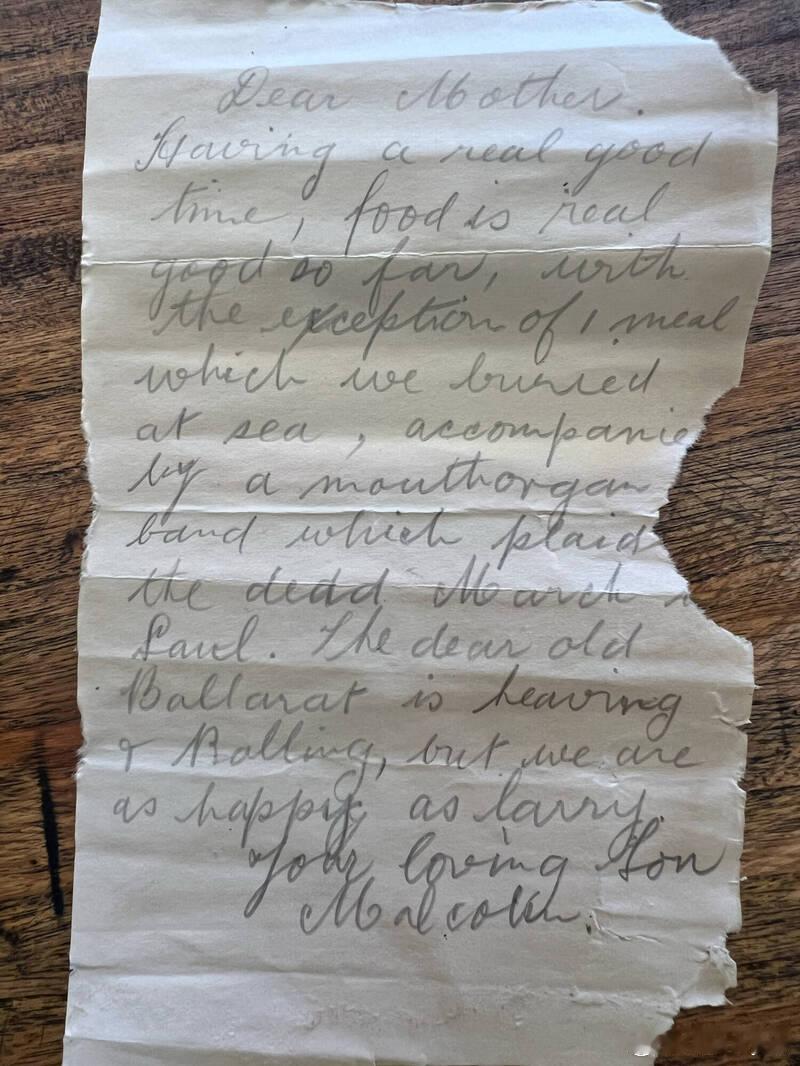 Dear Mother.
Having a real good
time, food is real
good so far, with
the exception of 1 meal
which we buried
at sea, accompanie
by a mouthorgan
band which plaid
the dedd March
Saul. The dear old
Ballarat is heaving
& Rolling, but we are
as happy as larry.
Your loving Son
Malcolm.